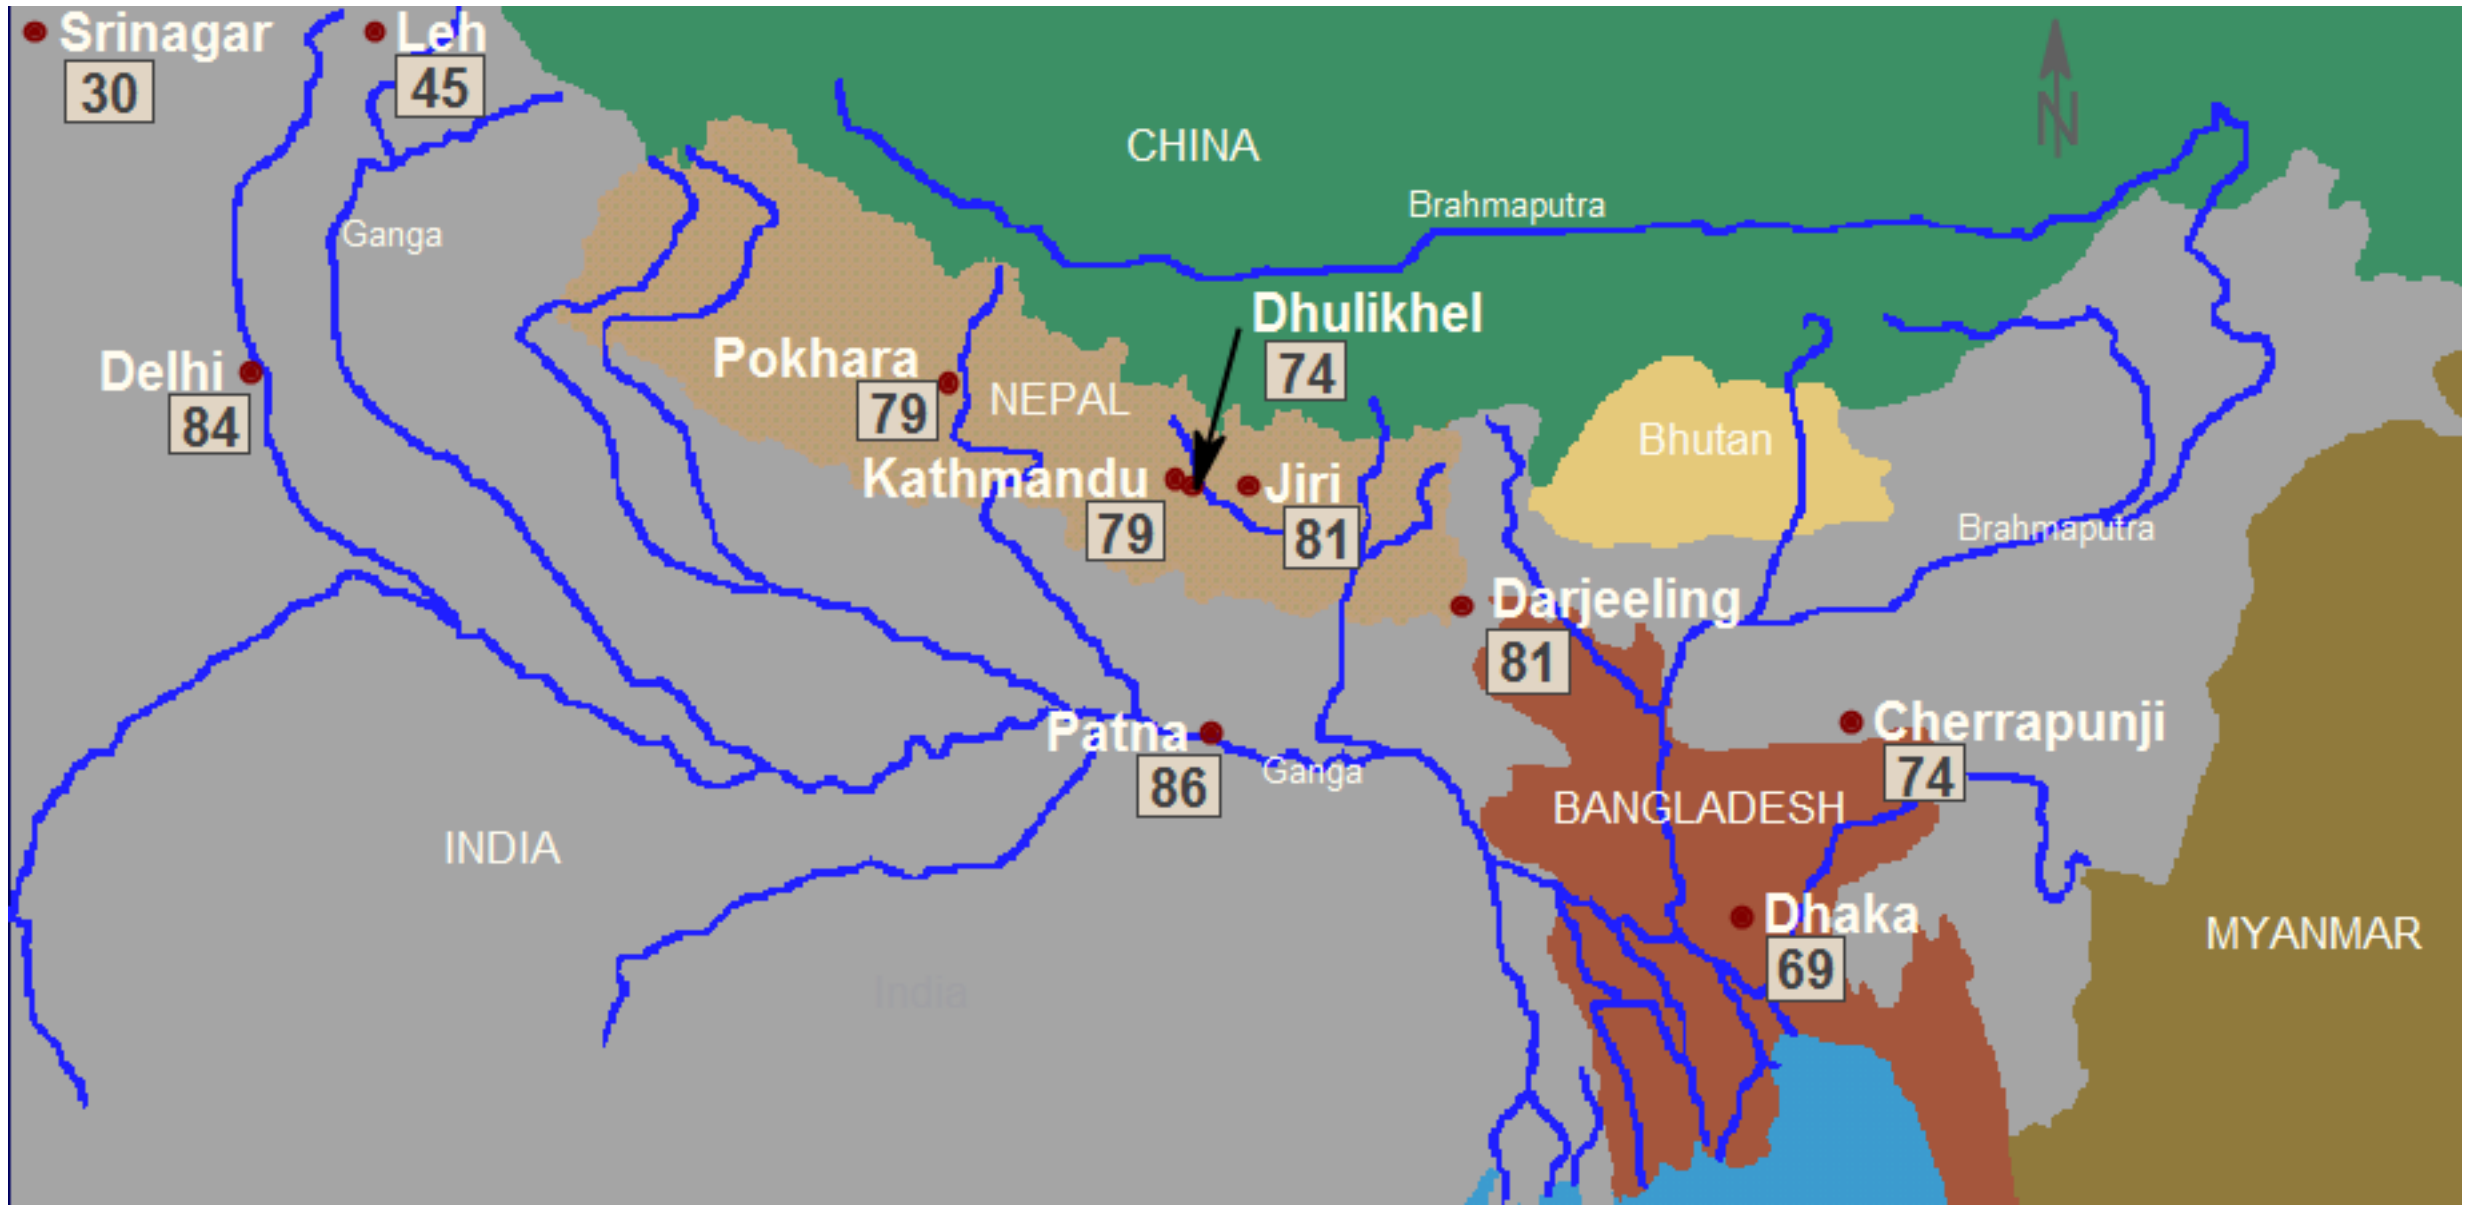 Srinagar
30
Leh
45
N
CHINA
Brahmaputra
Ganga
Dhulikhel
74
Delhi
84
Pokhara
79
NEPAL
Bhutan
Kathmandu
79
Jiri
81
Brahmaputra
Darjeeling
81
Patna
86
Ganga
Cherrapunji
74
BANGLADESH
INDIA
Dhaka
69
MYANMAR
India